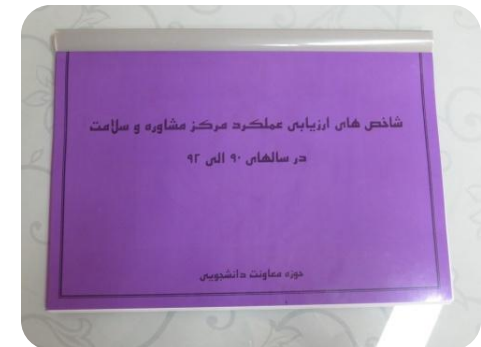 شاخص های ارزیابی عملکرد مرکز مشاوره و سلامت
در سالهای ۹۰ الی ۹۲
حوزه معاونت دانشجویی